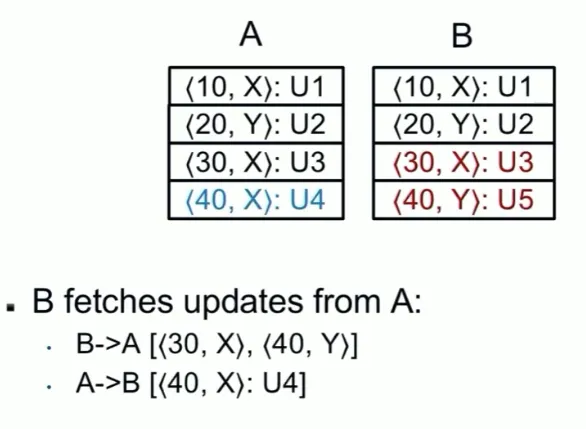 A B
⟨10, X⟩: U1 ⟨10, X⟩: U1
⟨20, Y⟩: U2 ⟨20, Y⟩: U2
⟨30, X⟩: U3 ⟨30, X⟩: U3
⟨40, X⟩: U4 ⟨40, Y⟩: U5
▪ B fetches updates from A:
• B->A [⟨30, X⟩, ⟨40, Y⟩]
• A->B [⟨40, X⟩: U4]